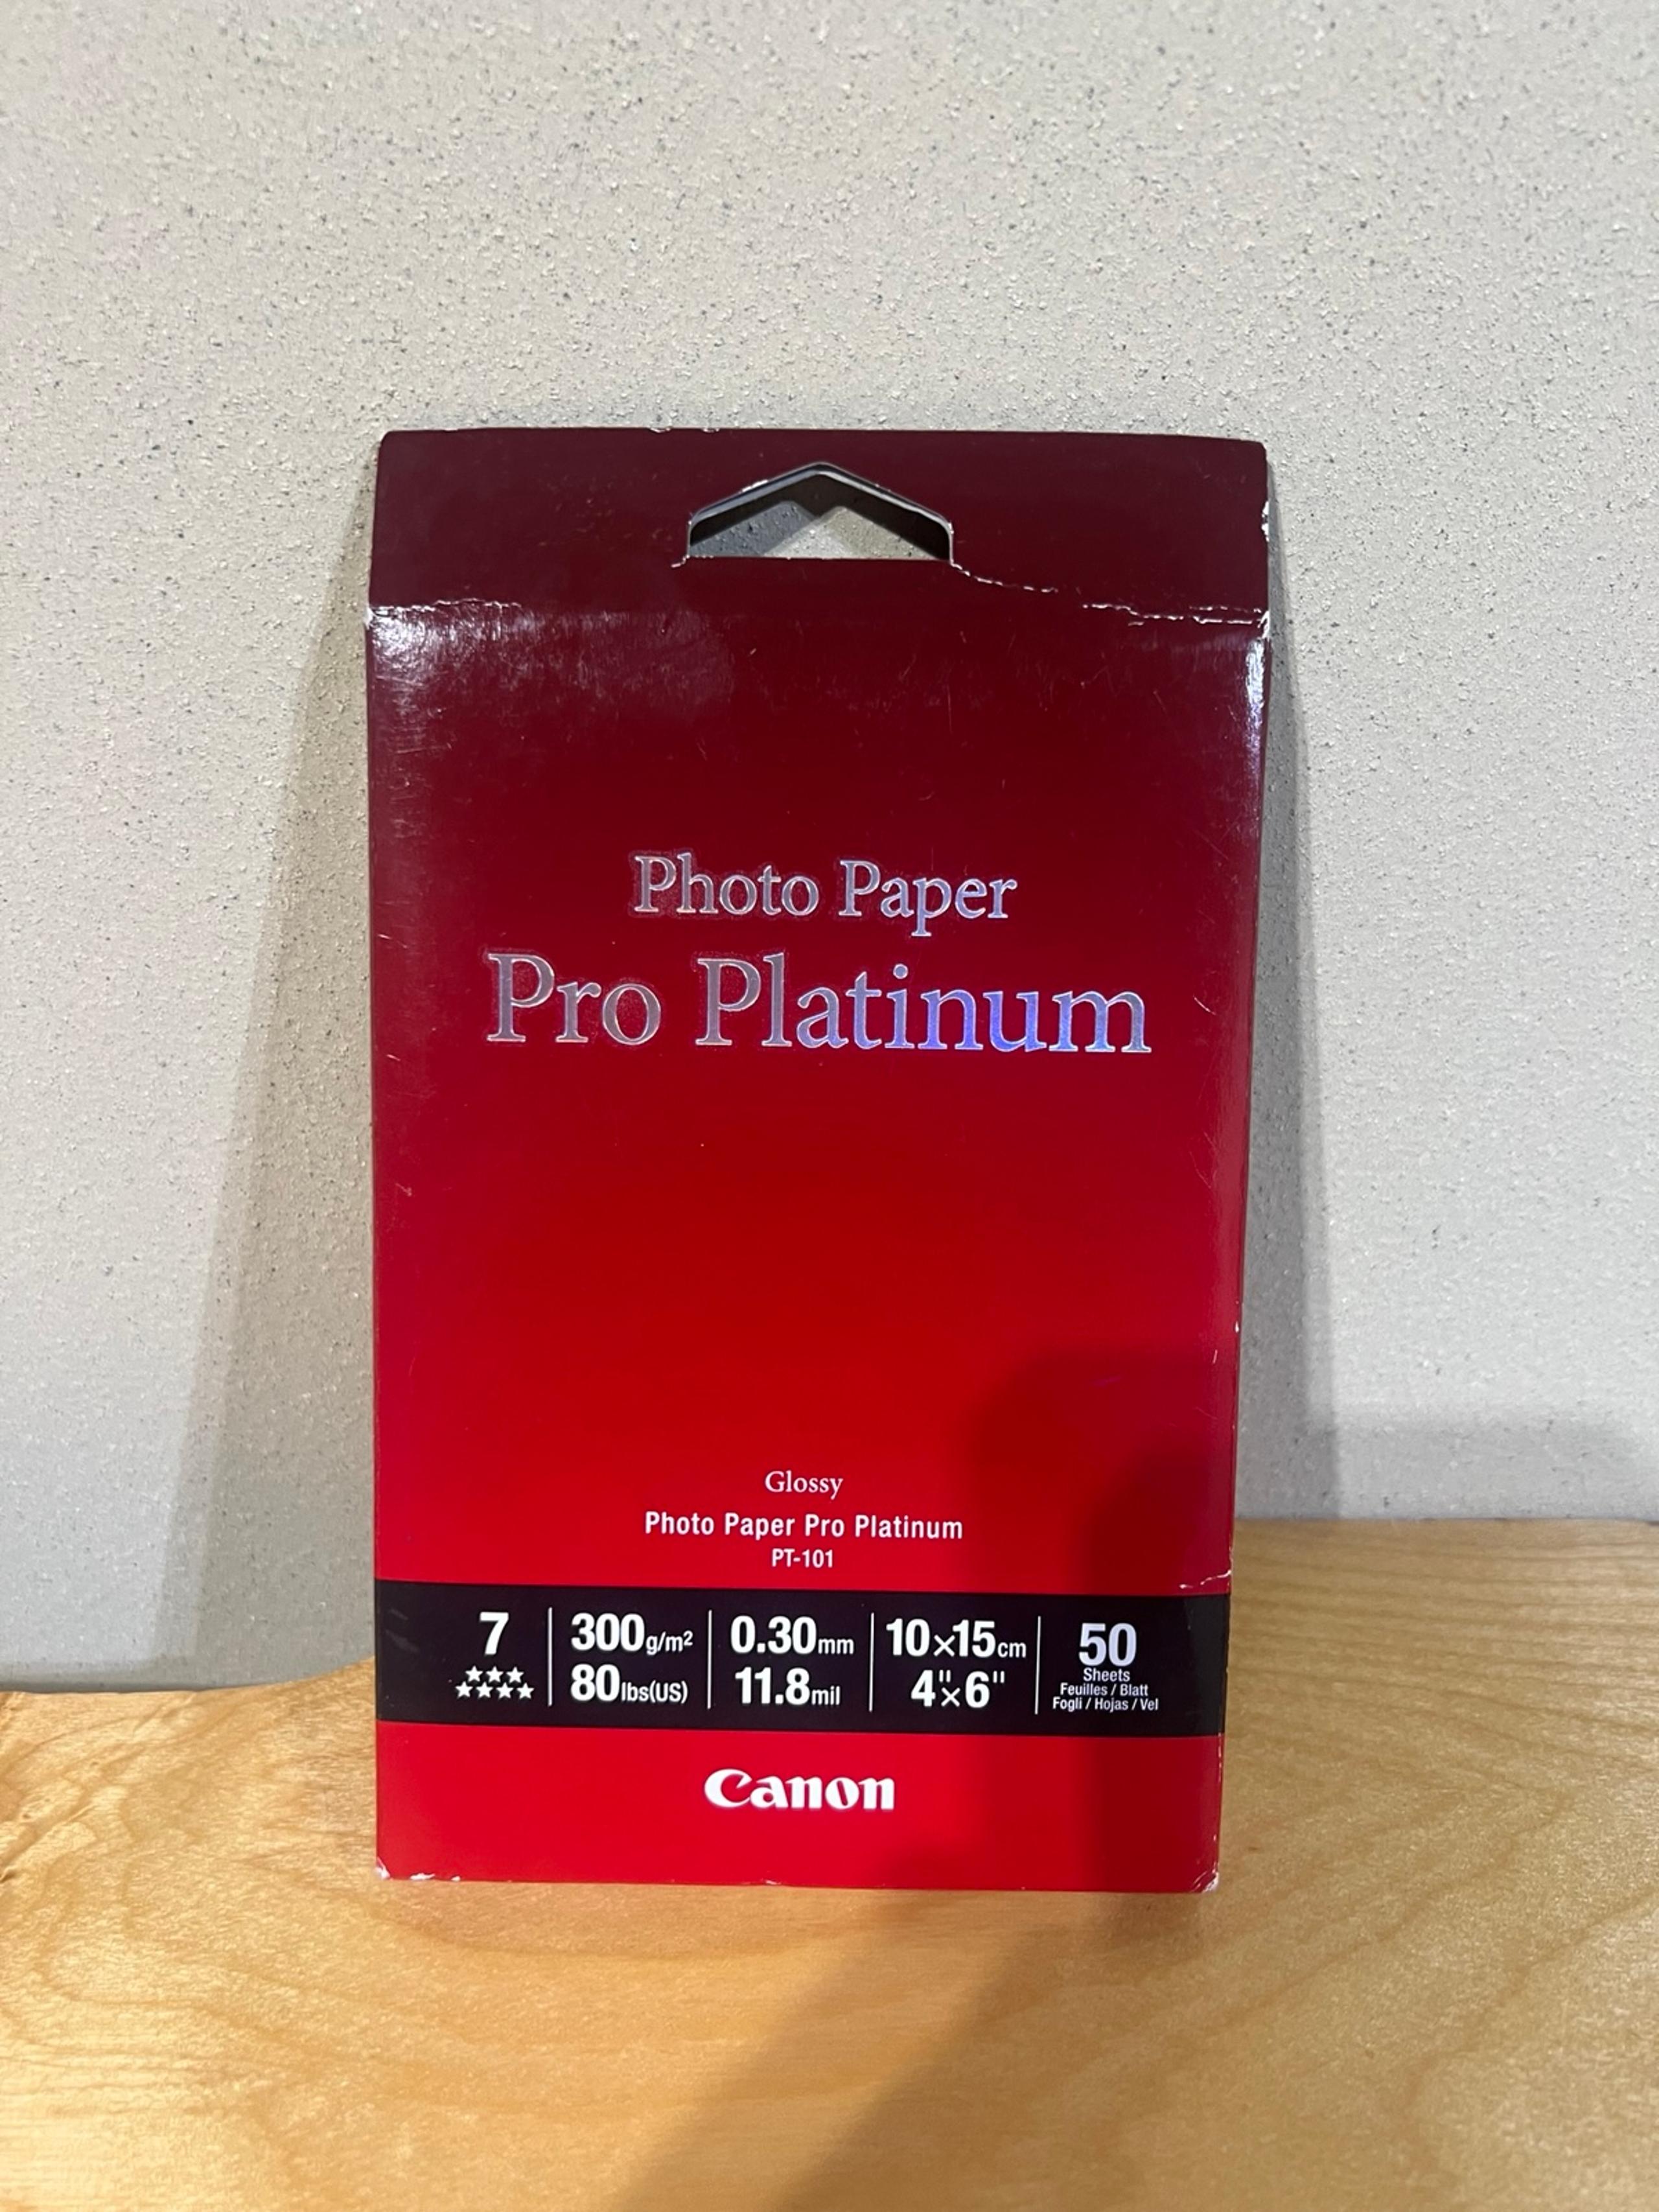 Photo Paper
Pro Platinum
Glossy
Photo Paper Pro Platinum
PT-101
7
300g/m²
80lbs(US)
0.30mm
11.8mil
10×15cm
4"×6"
50
Sheets
Feuilles / Blatt
Fogli / Hojas / Vel
Canon